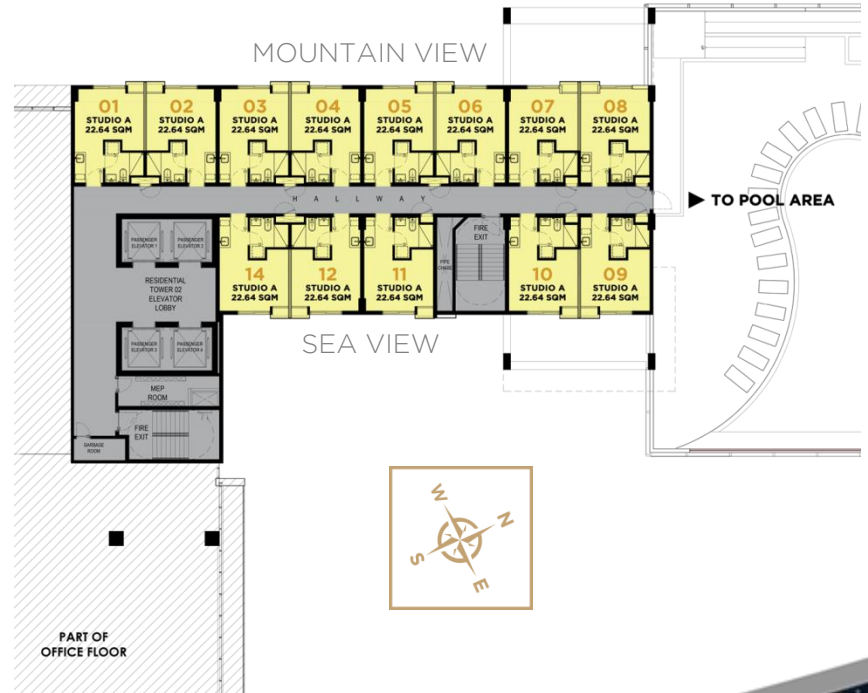 MOUNTAIN VIEW
01
STUDIO A
22.64 SQM
02
STUDIO A
22.64 SQM
03
STUDIO A
22.64 SQM
04
STUDIO A
22.64 SQM
05
STUDIO A
22.64 SQM
06
STUDIO A
22.64 SQM
07
STUDIO A
22.64 SQM
08
STUDIO A
22.64 SQM
HALLWAY
TO POOL AREA
PASSENGER
ELEVATOR 1
PASSENGER
ELEVATOR 2
RESIDENTIAL
TOWER 02
ELEVATOR
LOBBY
PASSENGER
ELEVATOR 3
PASSENGER
ELEVATOR 4
14
STUDIO A
22.64 SQM
12
STUDIO A
22.64 SQM
11
STUDIO A
22.64 SQM
PIPE
CHASE
FIRE
EXIT
10
STUDIO A
22.64 SQM
09
STUDIO A
22.64 SQM
SEA VIEW
MEP
ROOM
FIRE
EXIT
GARBAGE
ROOM
W
N
S
E
PART OF
OFFICE FLOOR